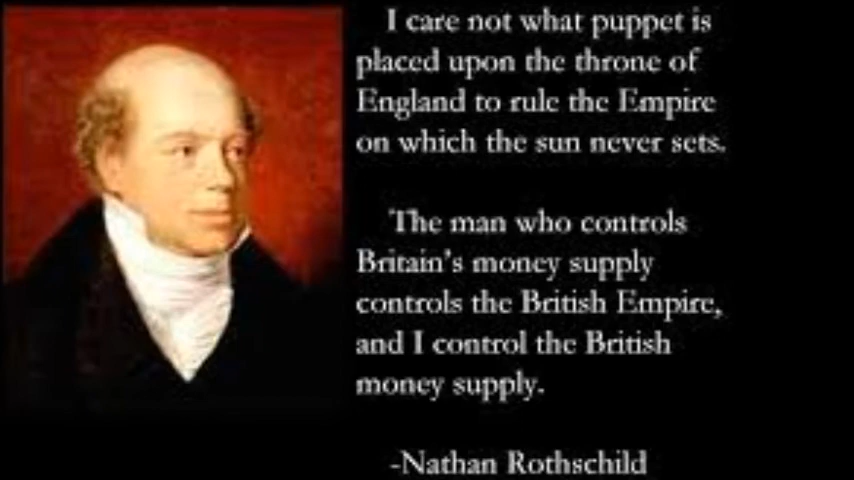 I care not what puppet is
placed upon the throne of
England to rule the Empire
on which the sun never sets.
The man who controls
Britain's money supply
controls the British Empire,
and I control the British
money supply.
-Nathan Rothschild